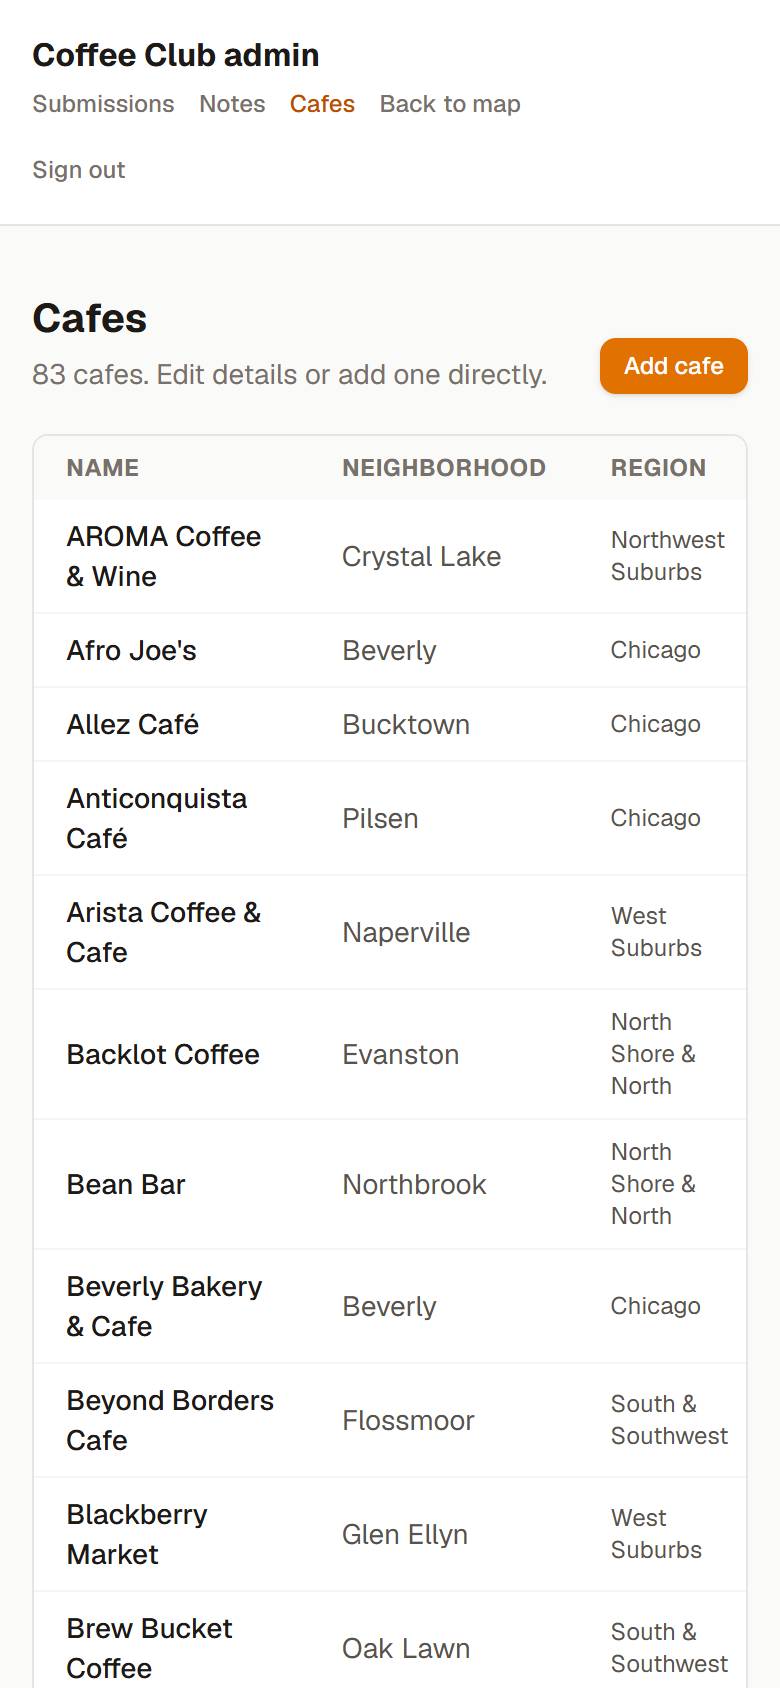 Coffee Club admin
Submissions Notes Cafes Back to map
Sign out
Cafes
83 cafes. Edit details or add one directly.
Add cafe
NAME NEIGHBORHOOD REGION
AROMA Coffee & Wine Crystal Lake Northwest Suburbs
Afro Joe's Beverly Chicago
Allez Café Bucktown Chicago
Anticonquista Café Pilsen Chicago
Arista Coffee & Cafe Naperville West Suburbs
Backlot Coffee Evanston North Shore & North
Bean Bar Northbrook North Shore & North
Beverly Bakery & Cafe Beverly Chicago
Beyond Borders Cafe Flossmoor South & Southwest
Blackberry Market Glen Ellyn West Suburbs
Brew Bucket Coffee Oak Lawn South & Southwest